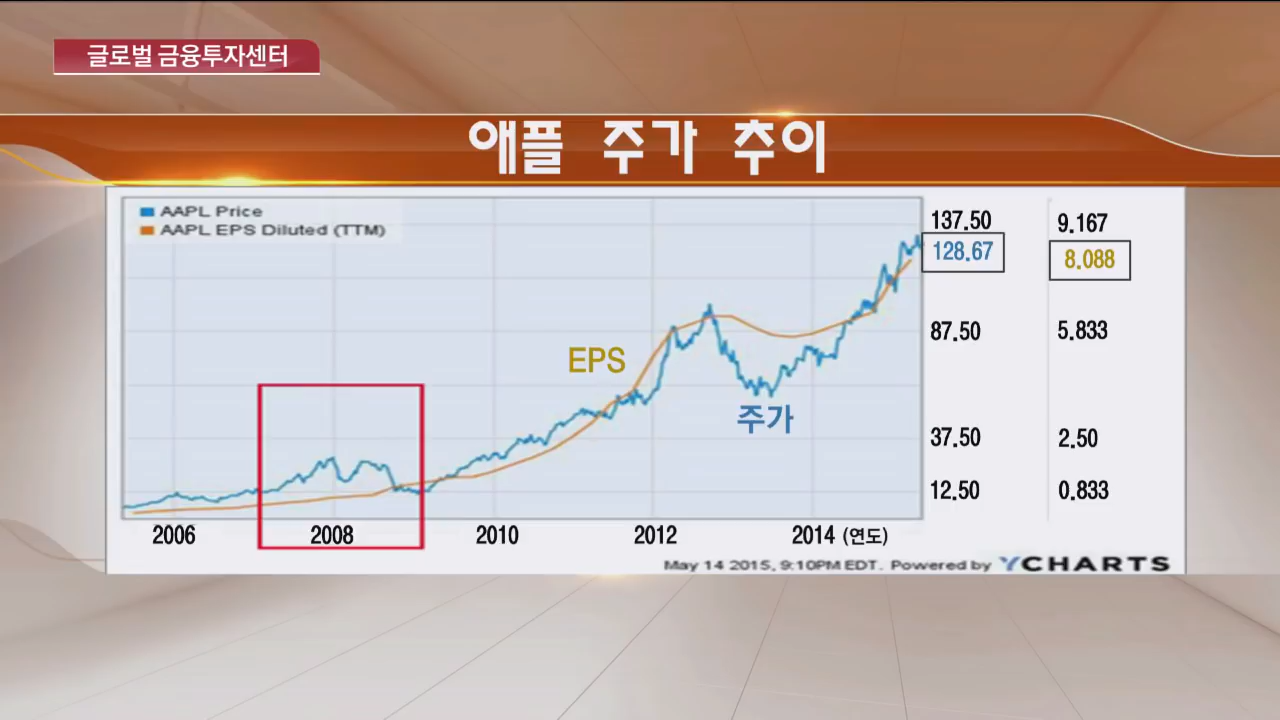 글로벌 금융투자센터
애플 주가 추이
AAPL Price
AAPL EPS Diluted (TTM)
137.50 9.167
128.67 8.088
87.50 5.833
EPS
주가
37.50 2.50
12.50 0.833
2006 2008 2010 2012 2014 (연도)
May 14 2015, 9:10PM EDT. Powered by YCHARTS